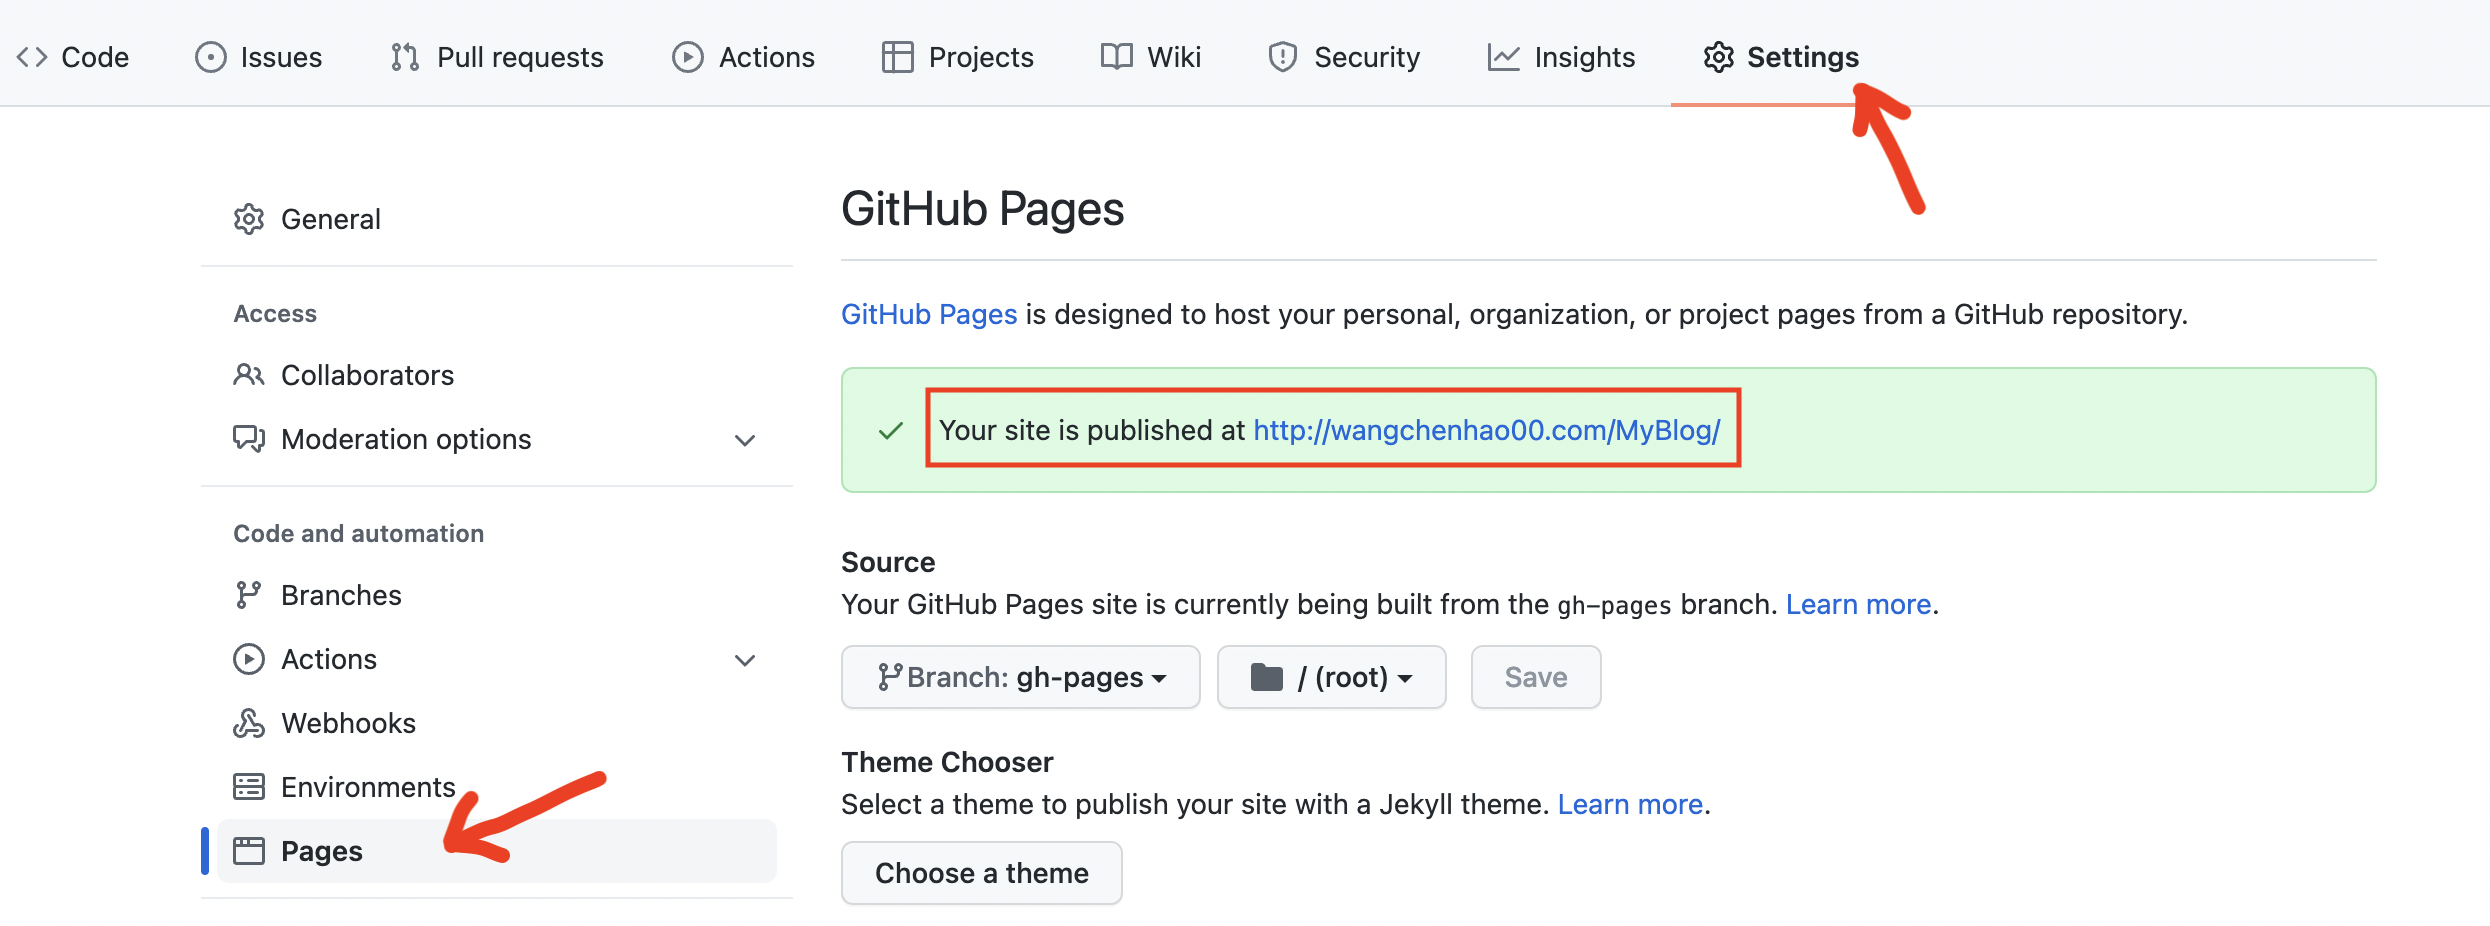 Code Issues Pull requests Actions Projects Wiki Security Insights Settings
General
Access
Collaborators
Moderation options
Code and automation
Branches
Actions
Webhooks
Environments
Pages
GitHub Pages
GitHub Pages is designed to host your personal, organization, or project pages from a GitHub repository.
Your site is published at http://wangchenhao00.com/MyBlog/
Source
Your GitHub Pages site is currently being built from the gh-pages branch. Learn more.
Branch: gh-pages / (root) Save
Theme Chooser
Select a theme to publish your site with a Jekyll theme. Learn more.
Choose a theme